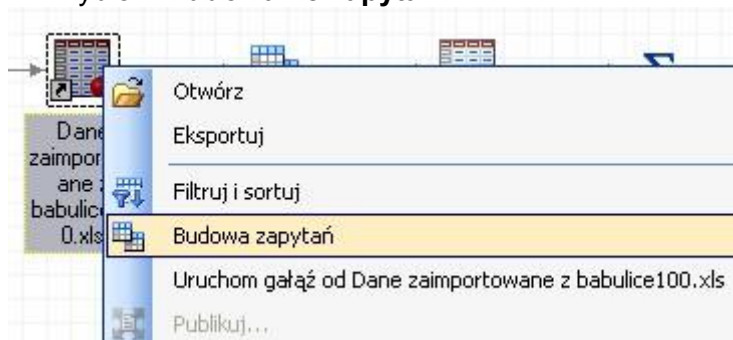 Otwórz
Dane
Eksportuj
zaimpor
ane z
Filtruj i sortuj
babulice
0.xls
Budowa zapytań
Uruchom gałąź od Dane zaimportowane z babulice100.xls
Publikuj...